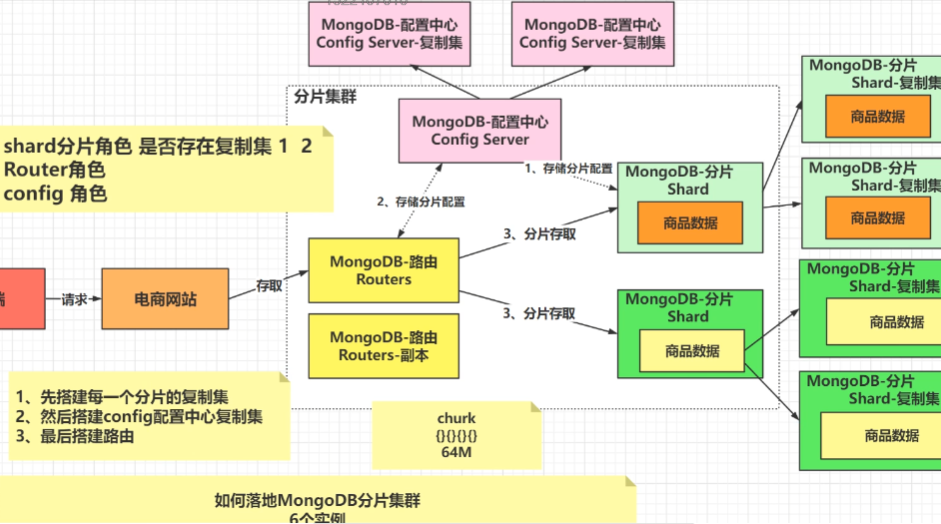 MongoDB-配置中心
Config Server-复制集
MongoDB-配置中心
Config Server-复制集
分片集群
MongoDB-配置中心
Config Server
MongoDB-分片
Shard-复制集
商品数据
shard分片角色 是否存在复制集 1 2
Router角色
config 角色
1、存储分片配置
2、存储分片配置
MongoDB-分片
Shard
商品数据
MongoDB-分片
Shard-复制集
商品数据
3、分片存取
MongoDB-路由
Routers
端
请求
电商网站
存取
MongoDB-分片
Shard-复制集
商品数据
3、分片存取
MongoDB-分片
Shard
商品数据
MongoDB-路由
Routers-副本
MongoDB-分片
Shard-复制集
商品数据
1、先搭建每一个分片的复制集
2、然后搭建config配置中心复制集
3、最后搭建路由
churk
{}{}{}{}
64M
如何落地MongoDB分片集群
6个实例